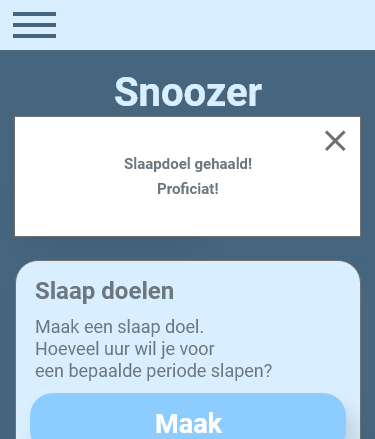 Snoozer
Slaapdoel gehaald!
Proficiat!
Slaap doelen
Maak een slaap doel.
Hoeveel uur wil je voor
een bepaalde periode slapen?
Maak